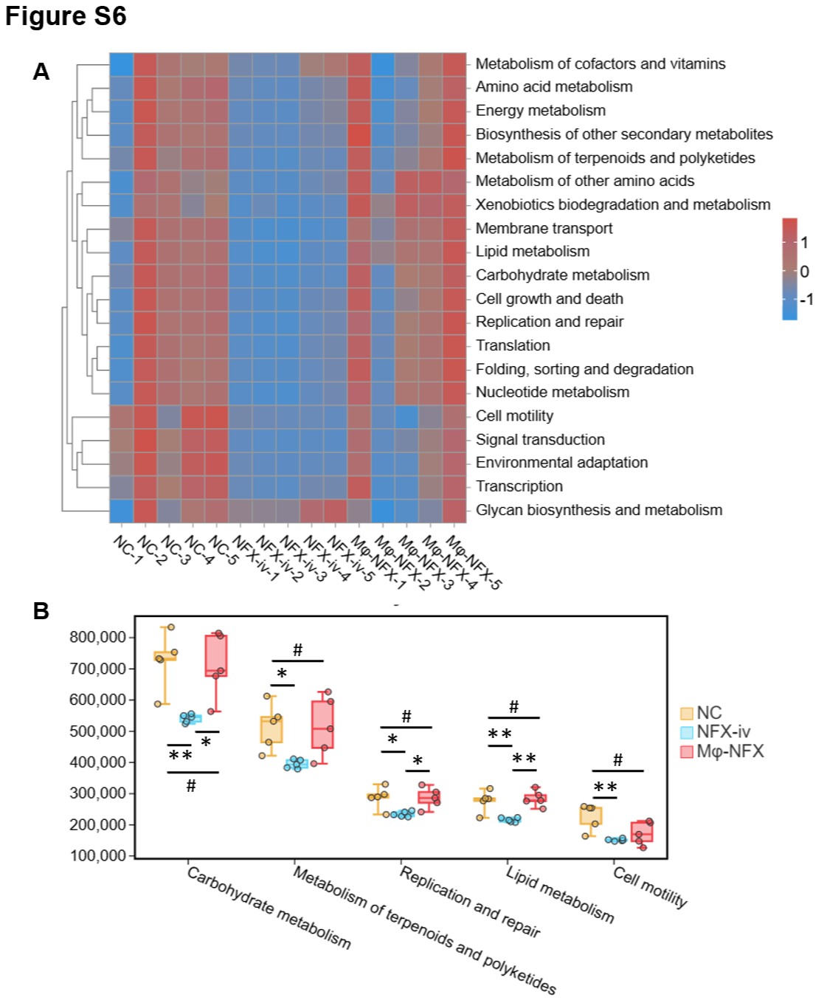 Figure S6
A
Metabolism of cofactors and vitamins
Amino acid metabolism
Energy metabolism
Biosynthesis of other secondary metabolites
Metabolism of terpenoids and polyketides
Metabolism of other amino acids
Xenobiotics biodegradation and metabolism
Membrane transport
Lipid metabolism
Carbohydrate metabolism
Cell growth and death
Replication and repair
Translation
Folding, sorting and degradation
Nucleotide metabolism
Cell motility
Signal transduction
Environmental adaptation
Transcription
Glycan biosynthesis and metabolism
1
0
-1
NC-1
NC-2
NC-3
NC-4
NC-5
NFX-iv-1
NFX-iv-2
NFX-iv-3
NFX-iv-4
NFX-iv-5
Mφ-NFX-1
Mφ-NFX-2
Mφ-NFX-3
Mφ-NFX-4
Mφ-NFX-5
B
800,000
700,000
600,000
500,000
400,000
300,000
200,000
100,000
**
*
#
#
*
#
*
*
#
**
**
#
**
NC
NFX-iv
Mφ-NFX
Carbohydrate metabolism
Metabolism of terpenoids and polyketides
Replication and repair
Lipid metabolism
Cell motility